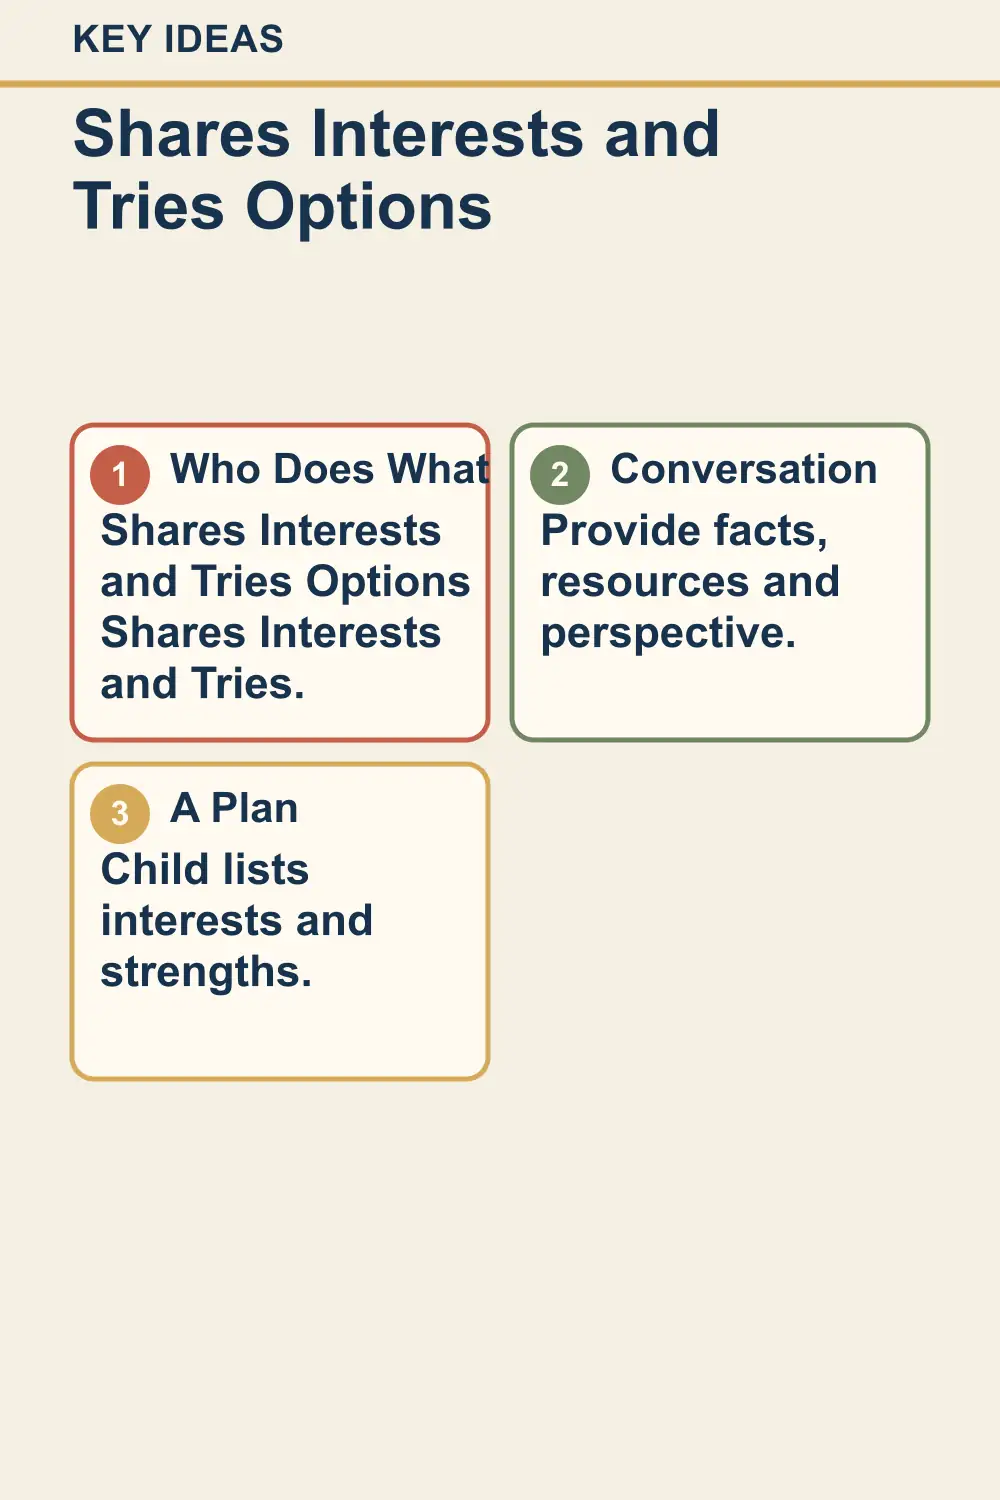 KEY IDEAS
Shares Interests and
Tries Options
1 Who Does What
Shares Interests
and Tries Options
Shares Interests
and Tries.
2 Conversation
Provide facts,
resources and
perspective.
3 A Plan
Child lists
interests and
strengths.